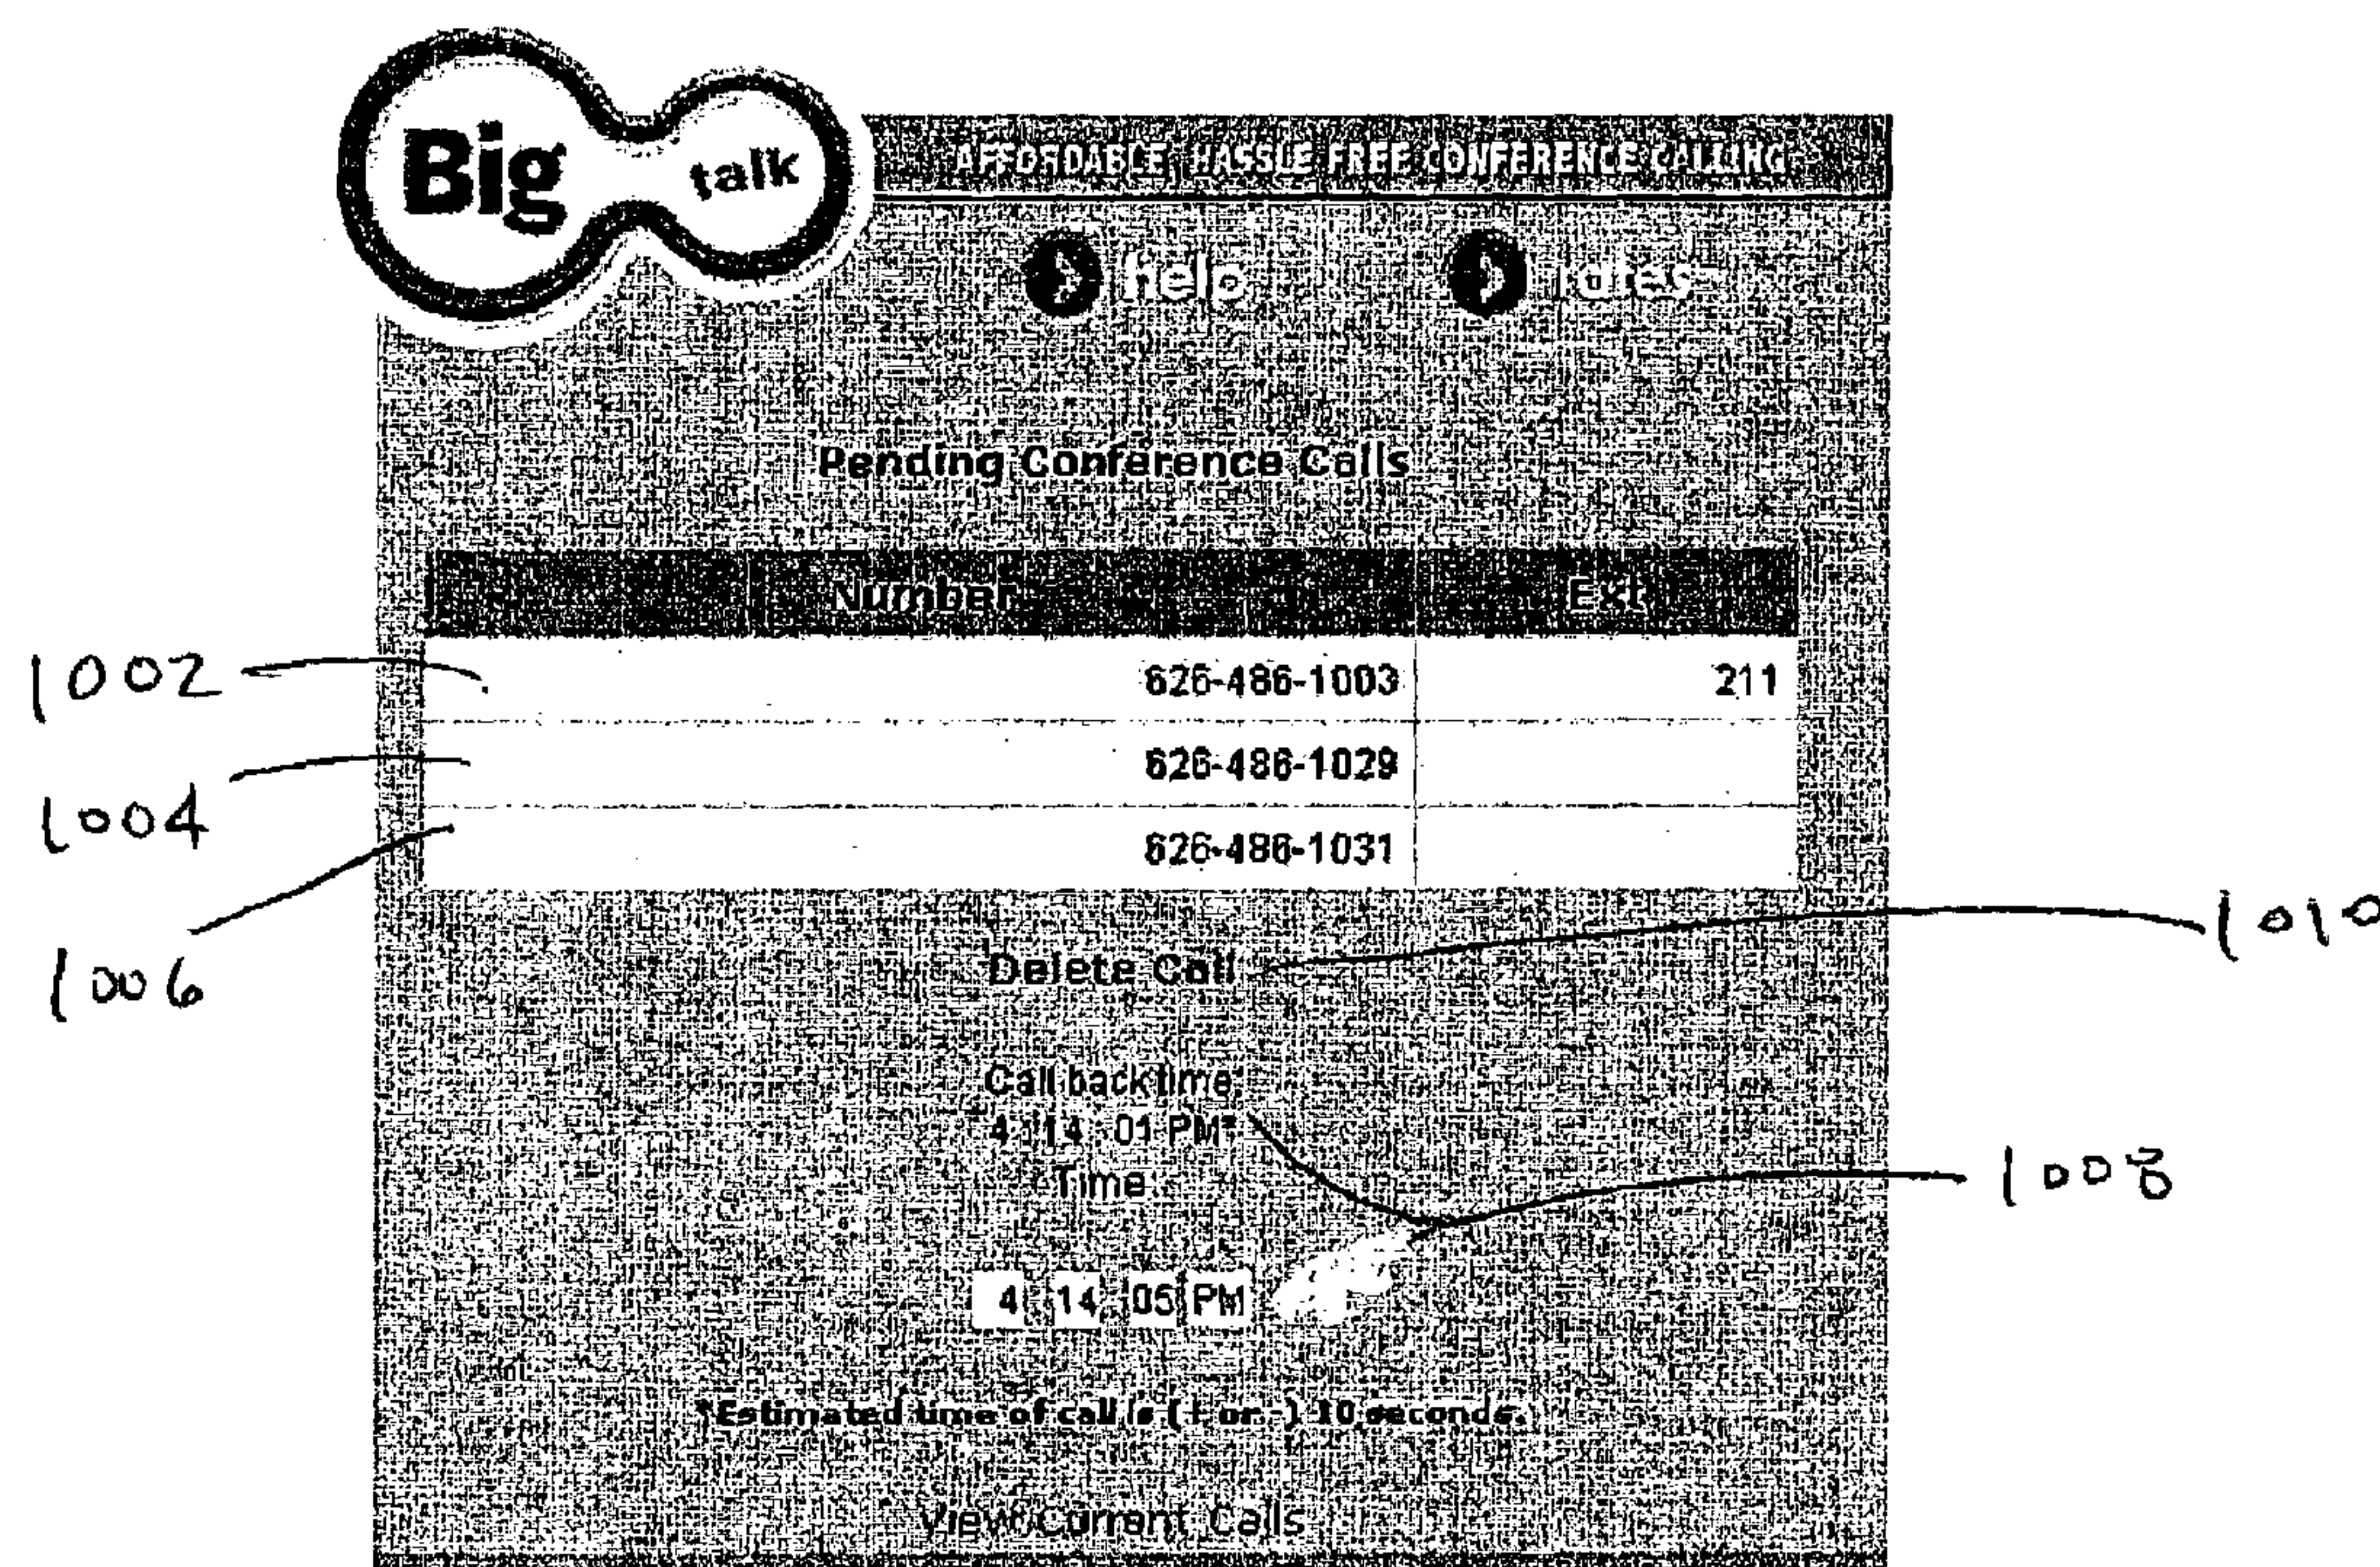 Big talk
AFFORDABLE, HASSLE FREE CONFERENCE CALLING
help rates
Pending Conference Calls
Number Ext
1002 626-486-1003 211
1004 626-486-1029
1006 626-486-1031
Delete Call 1010
Call back time:
4 : 14 : 01 PM*
Time: 1008
4 : 14 : 05 PM
*Estimated time of call is (+ or -) 10 seconds.
View Current Calls